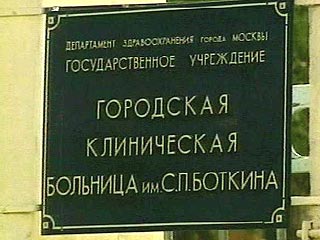 ДЕПАРТАМЕНТ ЗДРАВООХРАНЕНИЯ ГОРОДА МОСКВЫ
ГОСУДАРСТВЕННОЕ УЧРЕЖДЕНИЕ
ГОРОДСКАЯ
КЛИНИЧЕСКАЯ
БОЛЬНИЦА ИМ.С.П.БОТКИНА